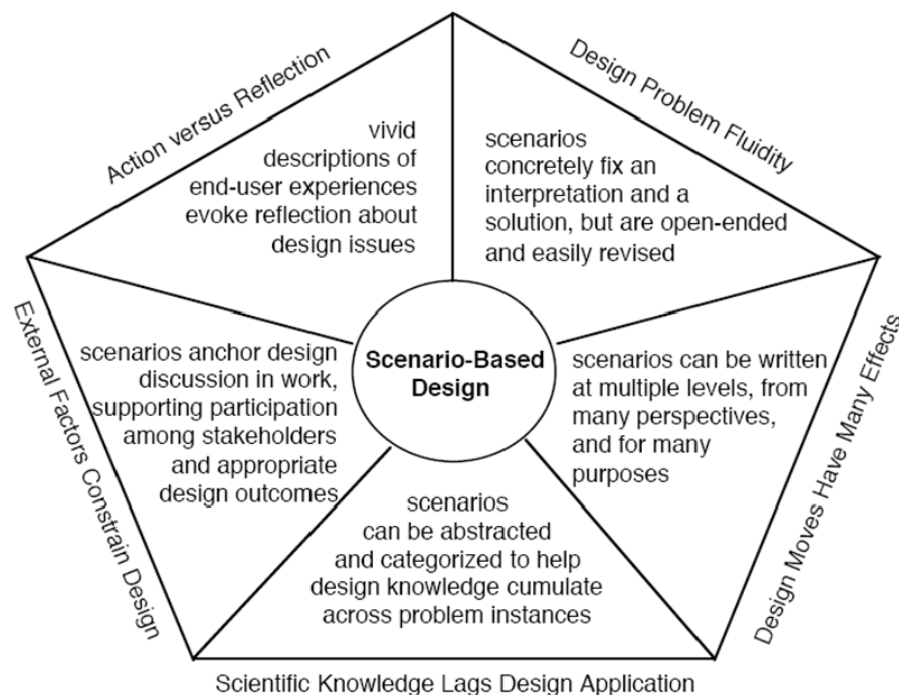 Action versus Reflection
Design Problem Fluidity
vivid
descriptions of
end-user experiences
evoke reflection about
design issues
scenarios
concretely fix an
interpretation and a
solution, but are open-ended
and easily revised
External Factors Constrain Design
scenarios anchor design
discussion in work,
supporting participation
among stakeholders
and appropriate
design outcomes
Scenario-Based
Design
scenarios can be written
at multiple levels, from
many perspectives,
and for many
purposes
Design Moves Have Many Effects
scenarios
can be abstracted
and categorized to help
design knowledge cumulate
across problem instances
Scientific Knowledge Lags Design Application